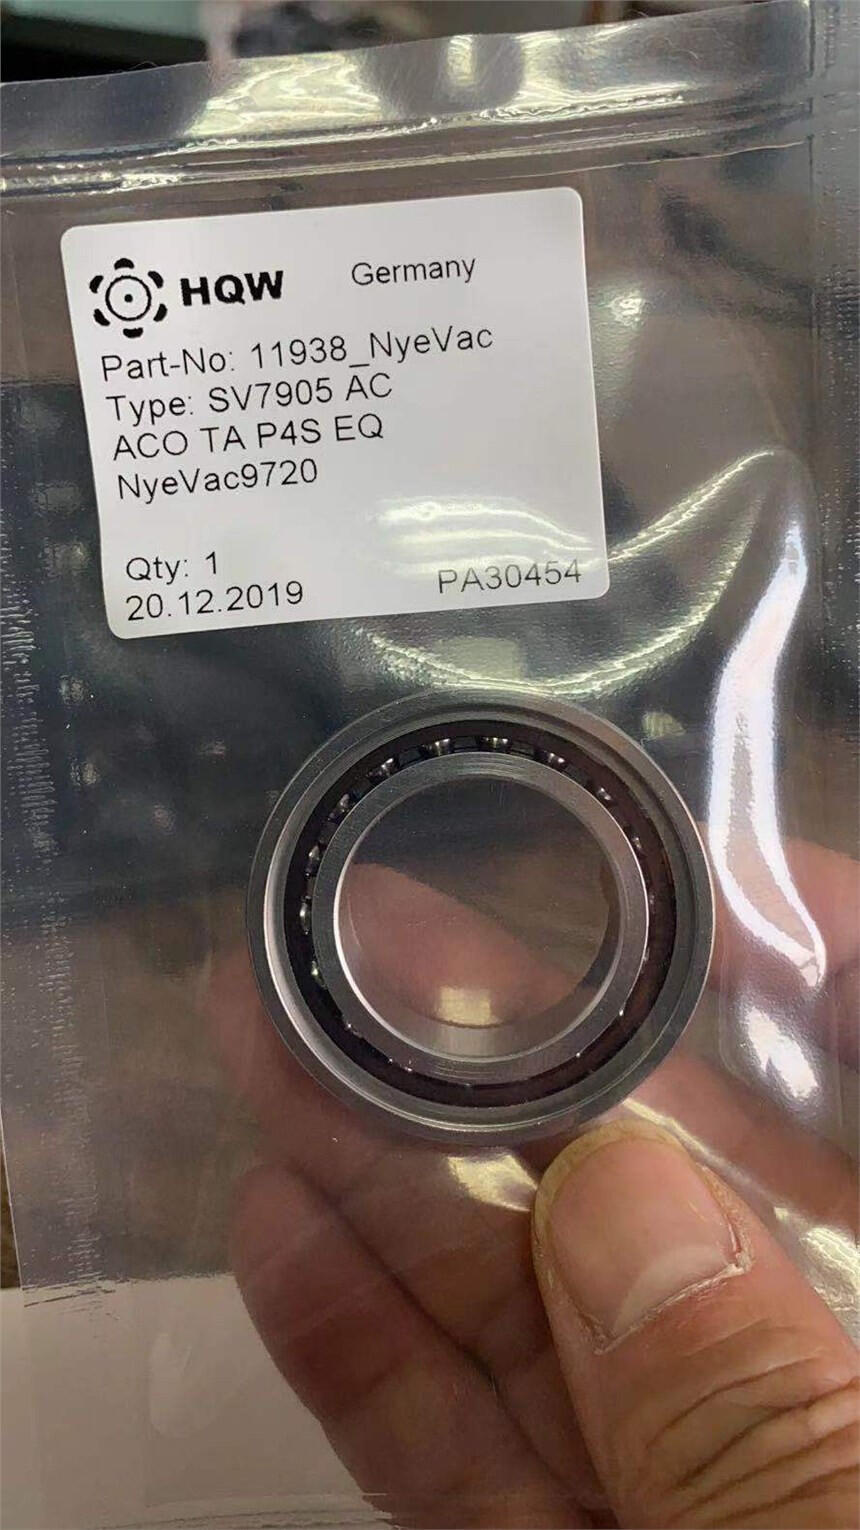 HQW Germany
Part-No: 11938_NyeVac
Type: SV7905 AC
ACO TA P4S EQ
NyeVac9720
Qty: 1
20.12.2019 PA30454